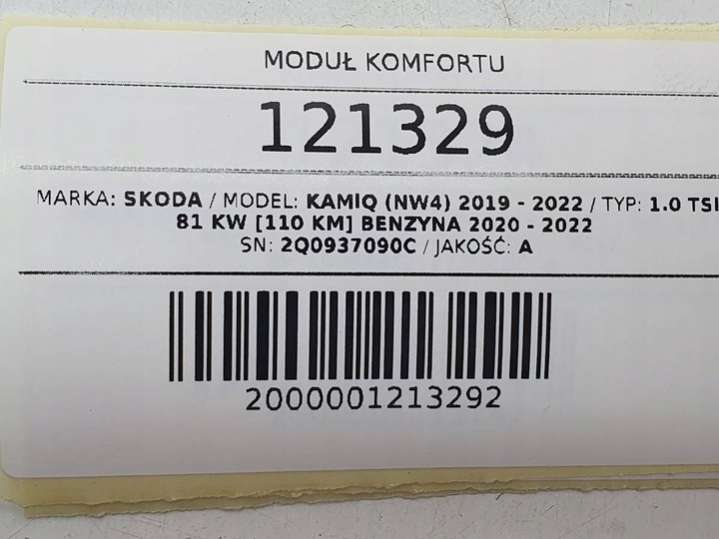 MODUŁ KOMFORTU
121329
MARKA: SKODA / MODEL: KAMIQ (NW4) 2019 - 2022 / TYP: 1.0 TSI
81 KW [110 KM] BENZYNA 2020 - 2022
SN: 2Q0937090C / JAKOŚĆ: A
2000001213292